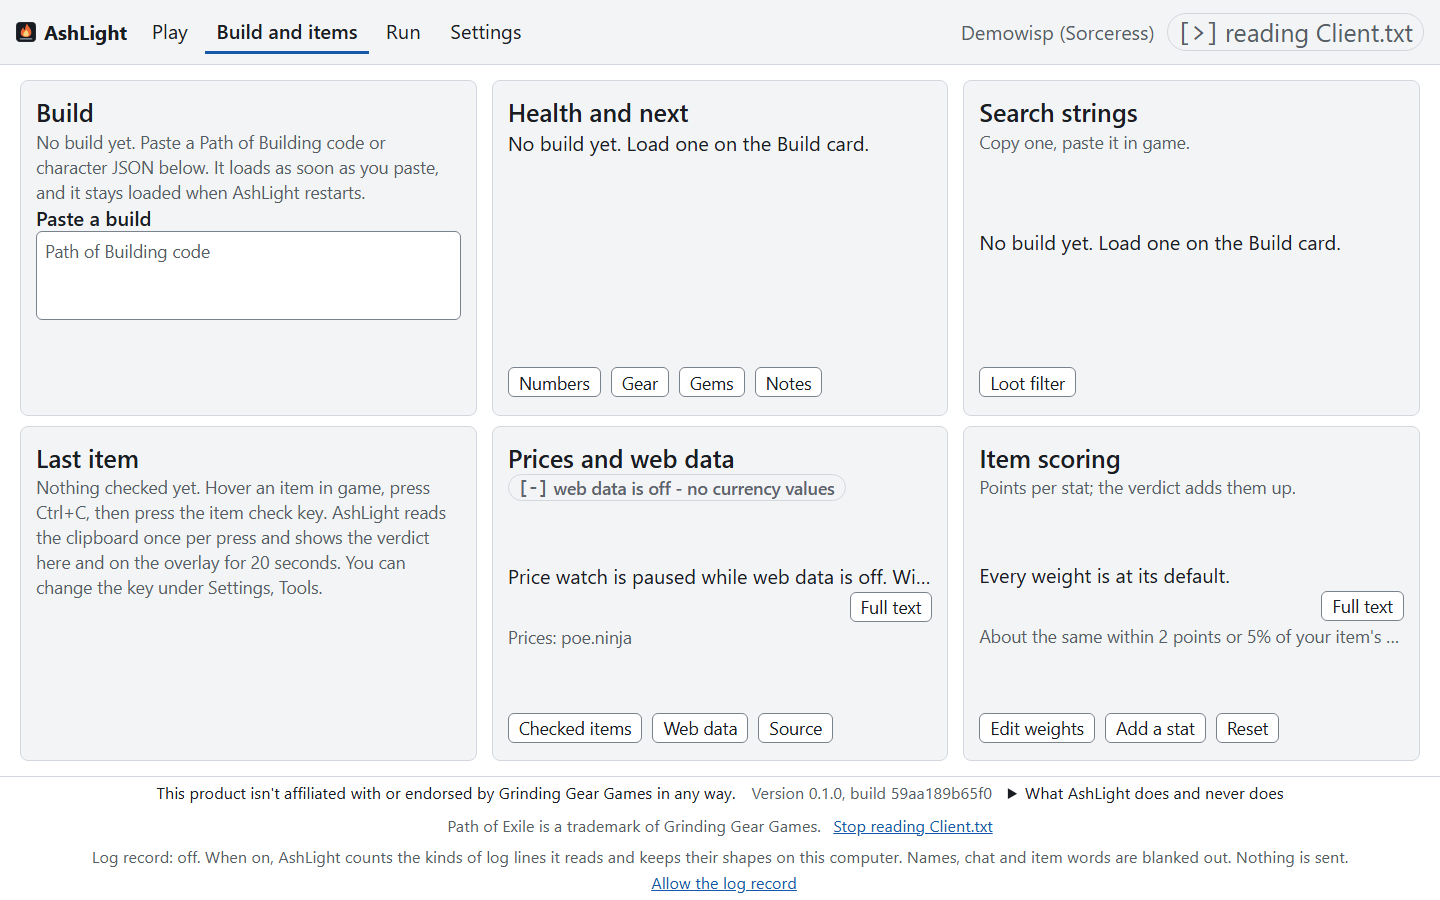 AshLight Play Build and items Run Settings Demowisp (Sorceress) [>] reading Client.txt
Build
No build yet. Paste a Path of Building code or
character JSON below. It loads as soon as you paste,
and it stays loaded when AshLight restarts.
Paste a build
Path of Building code
Health and next
No build yet. Load one on the Build card.
Numbers Gear Gems Notes
Search strings
Copy one, paste it in game.
No build yet. Load one on the Build card.
Loot filter
Last item
Nothing checked yet. Hover an item in game, press
Ctrl+C, then press the item check key. AshLight reads
the clipboard once per press and shows the verdict
here and on the overlay for 20 seconds. You can
change the key under Settings, Tools.
Prices and web data
[-] web data is off - no currency values
Price watch is paused while web data is off. Wi...
Full text
Prices: poe.ninja
Checked items Web data Source
Item scoring
Points per stat; the verdict adds them up.
Every weight is at its default.
Full text
About the same within 2 points or 5% of your item's ...
Edit weights Add a stat Reset
This product isn't affiliated with or endorsed by Grinding Gear Games in any way. Version 0.1.0, build 59aa189b65f0 ▶ What AshLight does and never does
Path of Exile is a trademark of Grinding Gear Games. Stop reading Client.txt
Log record: off. When on, AshLight counts the kinds of log lines it reads and keeps their shapes on this computer. Names, chat and item words are blanked out. Nothing is sent.
Allow the log record